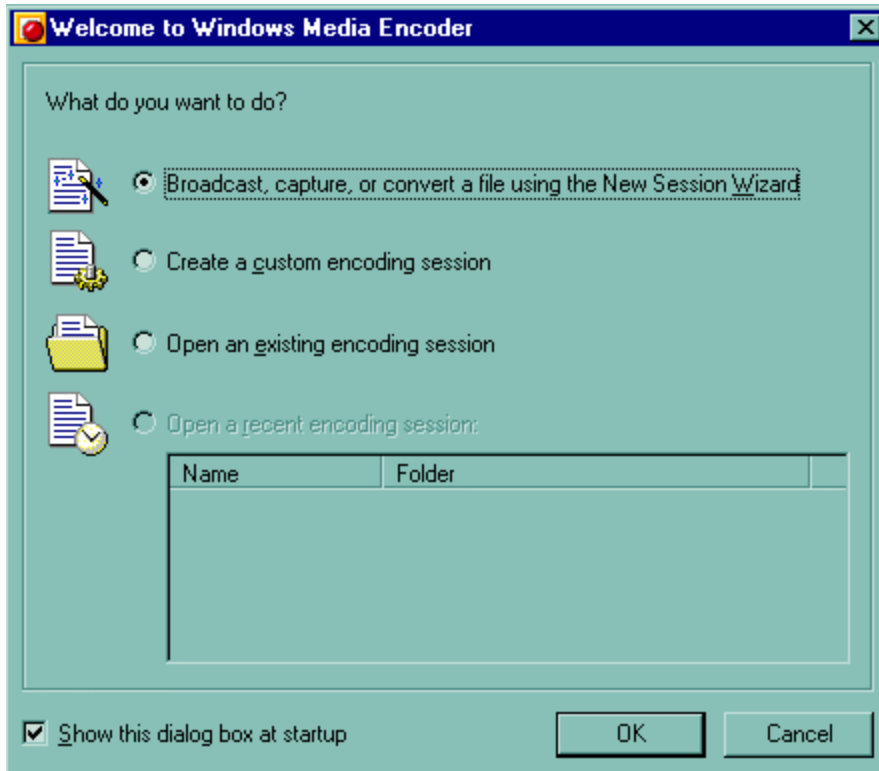 Welcome to Windows Media Encoder
What do you want to do?
Broadcast, capture, or convert a file using the New Session Wizard
Create a custom encoding session
Open an existing encoding session
Open a recent encoding session:
Name Folder
Show this dialog box at startup OK Cancel